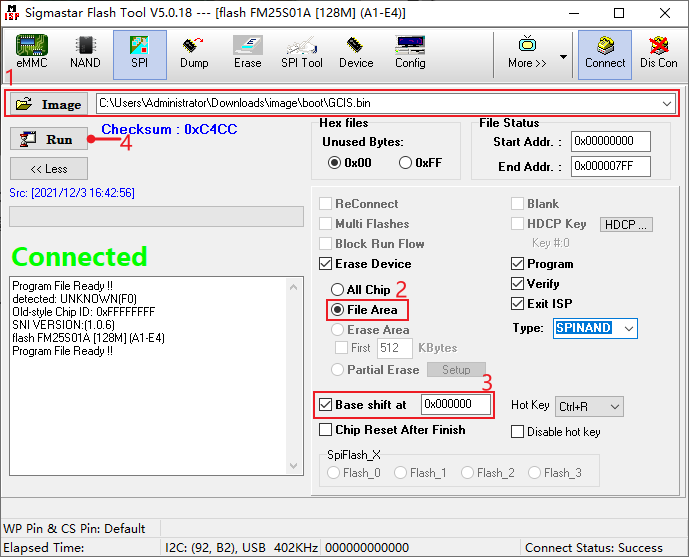 M ISP Sigmastar Flash Tool V5.0.18 --- [flash FM25S01A [128M] (A1-E4)]
eMMC NAND SPI Dump Erase SPI Tool Device Config More >> Connect Dis Con
1
Image C:\Users\Administrator\Downloads\image\boot\GCIS.bin
Run 4 Checksum : 0xC4CC
<< Less
Src: [2021/12/3 16:42:56]
Hex files
Unused Bytes:
0x00 0xFF
File Status
Start Addr. : 0x00000000
End Addr. : 0x000007FF
Connected
Program File Ready !!
detected: UNKNOWN(F0)
Old-style Chip ID: 0xFFFFFFFF
SNI VERSION:(1.0.6)
flash FM25S01A [128M] (A1-E4)
Program File Ready !!
ReConnect
Multi Flashes
Block Run Flow
Erase Device
All Chip 2
File Area
Erase Area
First 512 KBytes
Partial Erase Setup
3
Base shift at 0x000000
Chip Reset After Finish
Blank
HDCP Key HDCP ...
Key #:0
Program
Verify
Exit ISP
Type: SPINAND
Hot Key Ctrl+R
Disable hot key
SpiFlash_X
Flash_0 Flash_1 Flash_2 Flash_3
WP Pin & CS Pin: Default
Elapsed Time: I2C: (92, B2), USB 402KHz 000000000000 Connect Status: Success